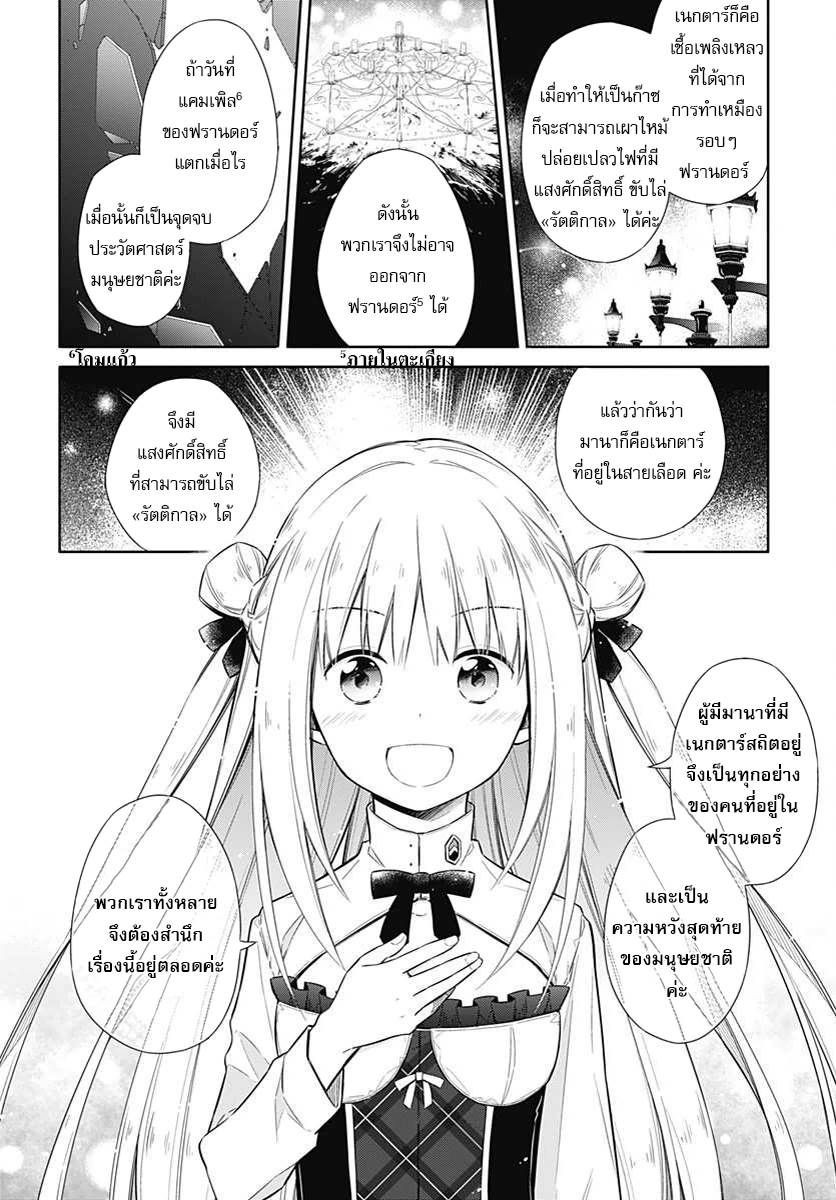 เนกตาร์ก็คือ
เชื้อเพลิงเหลว
ที่ได้จาก
การทำเหมือง
รอบๆ
ฟรานดอร์
เมื่อทำให้เป็นก๊าซ
ก็จะสามารถเผาไหม้
ปล่อยเปลวไฟที่มี
แสงศักดิ์สิทธิ์ ขับไล่
«รัตติกาล» ได้ค่ะ
ดังนั้น
พวกเราจึงไม่อาจ
ออกจาก
ฟรานดอร์⁵ ได้
ถ้าวันที่
แคมเพิล⁶
ของฟรานดอร์
แตกเมื่อไร
เมื่อนั้นก็เป็นจุดจบ
ประวัติศาสตร์
มนุษยชาติค่ะ
⁵ภายในตะเกียง
⁶โคมแก้ว
แล้วว่ากันว่า
มานาก็คือเนกตาร์
ที่อยู่ในสายเลือด ค่ะ
จึงมี
แสงศักดิ์สิทธิ์
ที่สามารถขับไล่
«รัตติกาล» ได้
ผู้มีมานาที่มี
เนกตาร์สถิตอยู่
จึงเป็นทุกอย่าง
ของคนที่อยู่ใน
ฟรานดอร์
และเป็น
ความหวังสุดท้าย
ของมนุษยชาติ
ค่ะ
พวกเราทั้งหลาย
จึงต้องสำนึก
เรื่องนี้อยู่ตลอดค่ะ